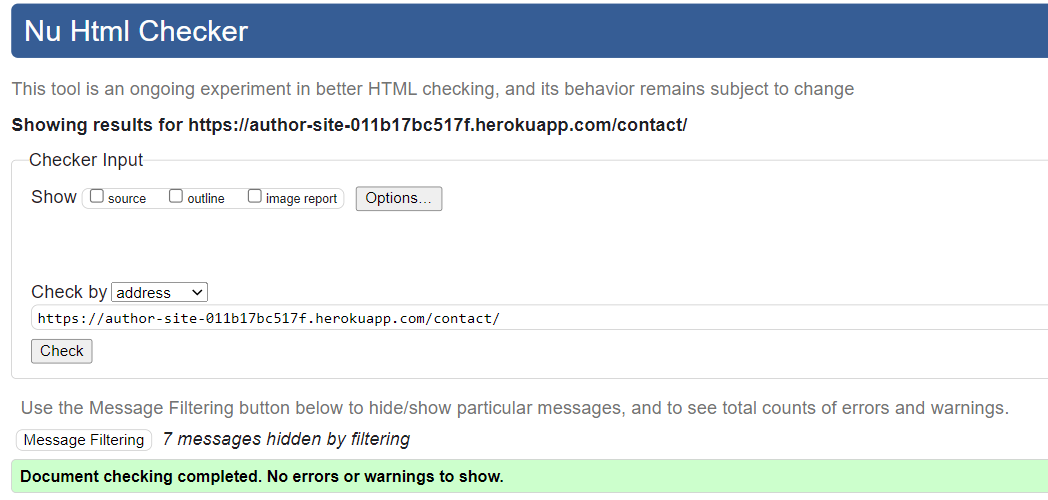 Nu Html Checker
This tool is an ongoing experiment in better HTML checking, and its behavior remains subject to change
Showing results for https://author-site-011b17bc517f.herokuapp.com/contact/
Checker Input
Show source outline image report Options...
Check by address
https://author-site-011b17bc517f.herokuapp.com/contact/
Check
Use the Message Filtering button below to hide/show particular messages, and to see total counts of errors and warnings.
Message Filtering 7 messages hidden by filtering
Document checking completed. No errors or warnings to show.